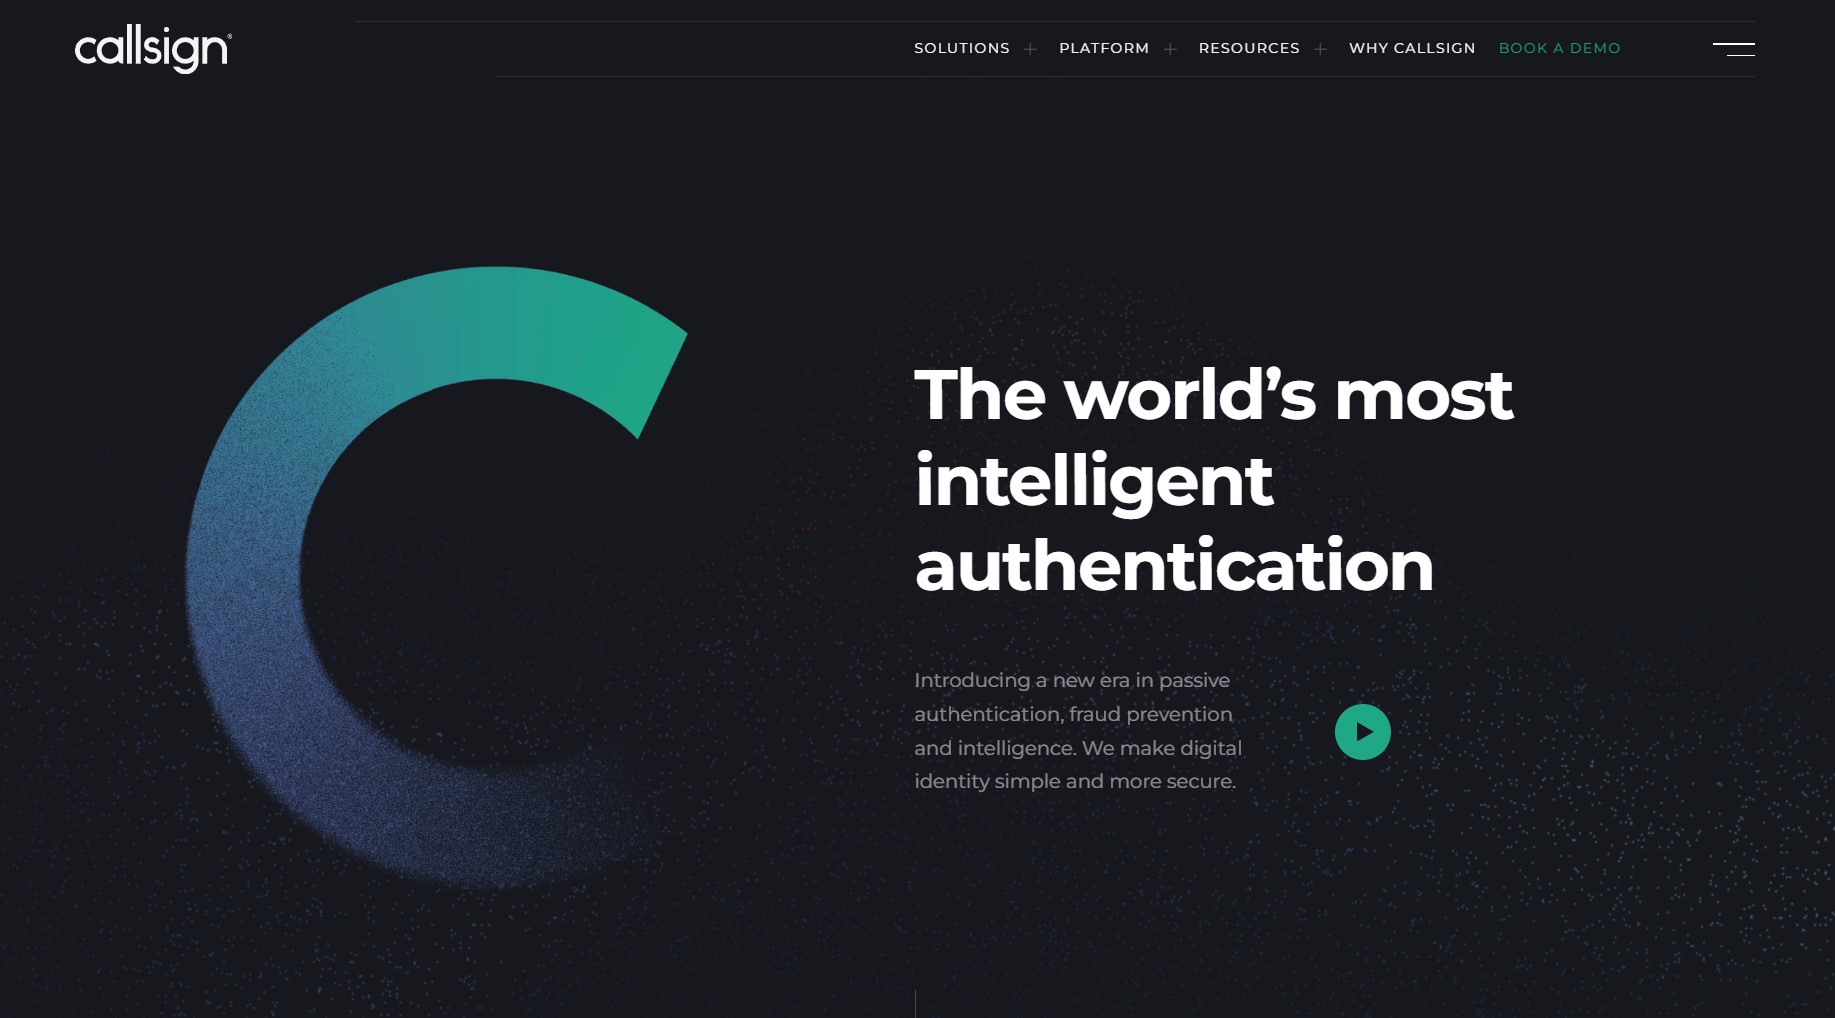 callsign®
SOLUTIONS + PLATFORM + RESOURCES + WHY CALLSIGN BOOK A DEMO
The world’s most
intelligent
authentication
Introducing a new era in passive
authentication, fraud prevention
and intelligence. We make digital
identity simple and more secure.